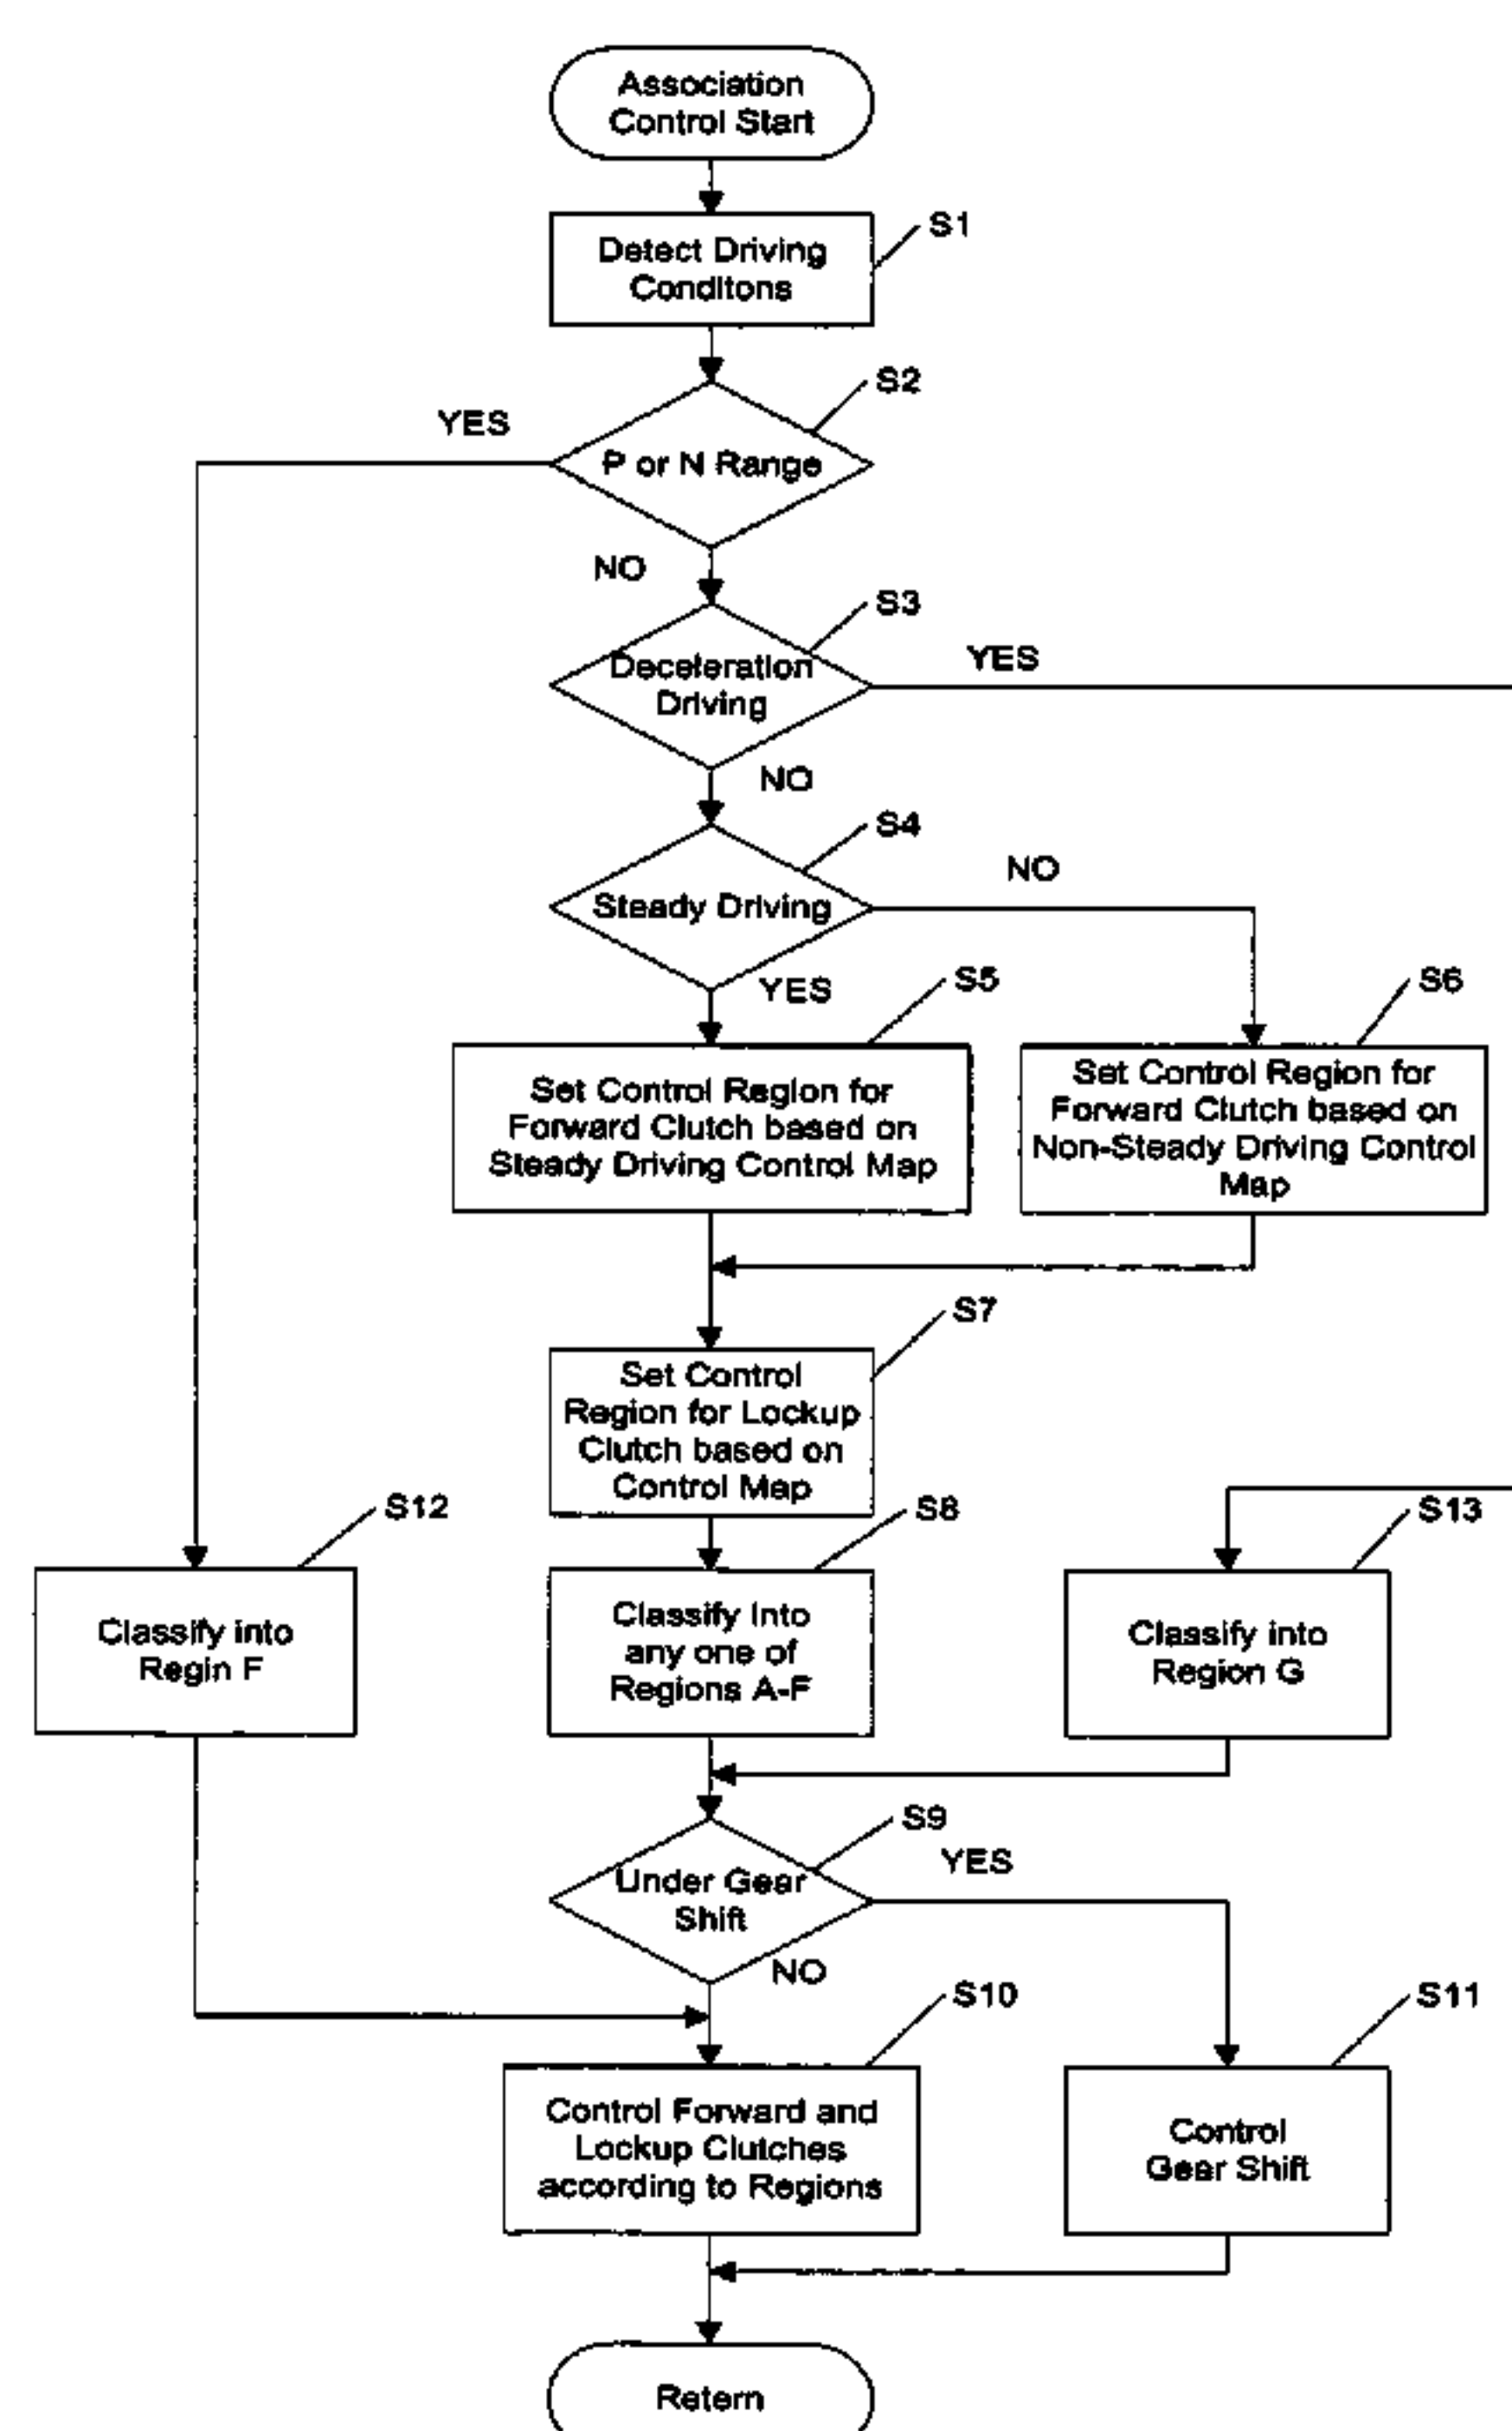 Association
Control Start
S1
Detect Driving
Conditons
S2
YES
P or N Range
NO
S3
YES
Deceleration
Driving
NO
S4
NO
Steady Driving
YES
S5
S6
Set Control Region for
Forward Clutch based on
Steady Driving Control Map
Set Control Region for
Forward Clutch based on
Non-Steady Driving Control
Map
S7
Set Control
Region for Lockup
Clutch based on
Control Map
S12
S8
S13
Classify into
Regin F
Classify Into
any one of
Regions A-F
Classify into
Region G
S9
YES
Under Gear
Shift
NO
S10
S11
Control Forward and
Lockup Clutches
according to Regions
Control
Gear Shift
Retern